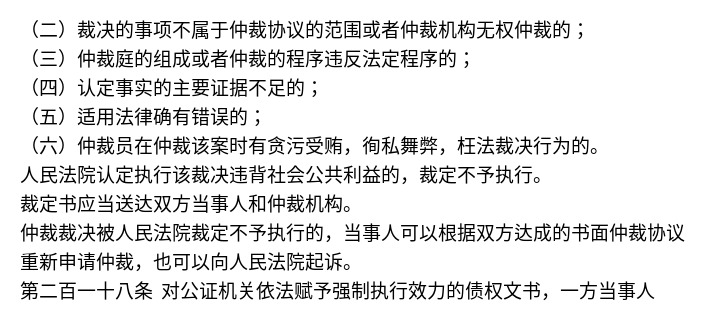 （二）裁决的事项不属于仲裁协议的范围或者仲裁机构无权仲裁的；
（三）仲裁庭的组成或者仲裁的程序违反法定程序的；
（四）认定事实的主要证据不足的；
（五）适用法律确有错误的；
（六）仲裁员在仲裁该案时有贪污受贿，徇私舞弊，枉法裁决行为的。
人民法院认定执行该裁决违背社会公共利益的，裁定不予执行。
裁定书应当送达双方当事人和仲裁机构。
仲裁裁决被人民法院裁定不予执行的，当事人可以根据双方达成的书面仲裁协议
重新申请仲裁，也可以向人民法院起诉。
第二百一十八条 对公证机关依法赋予强制执行效力的债权文书，一方当事人